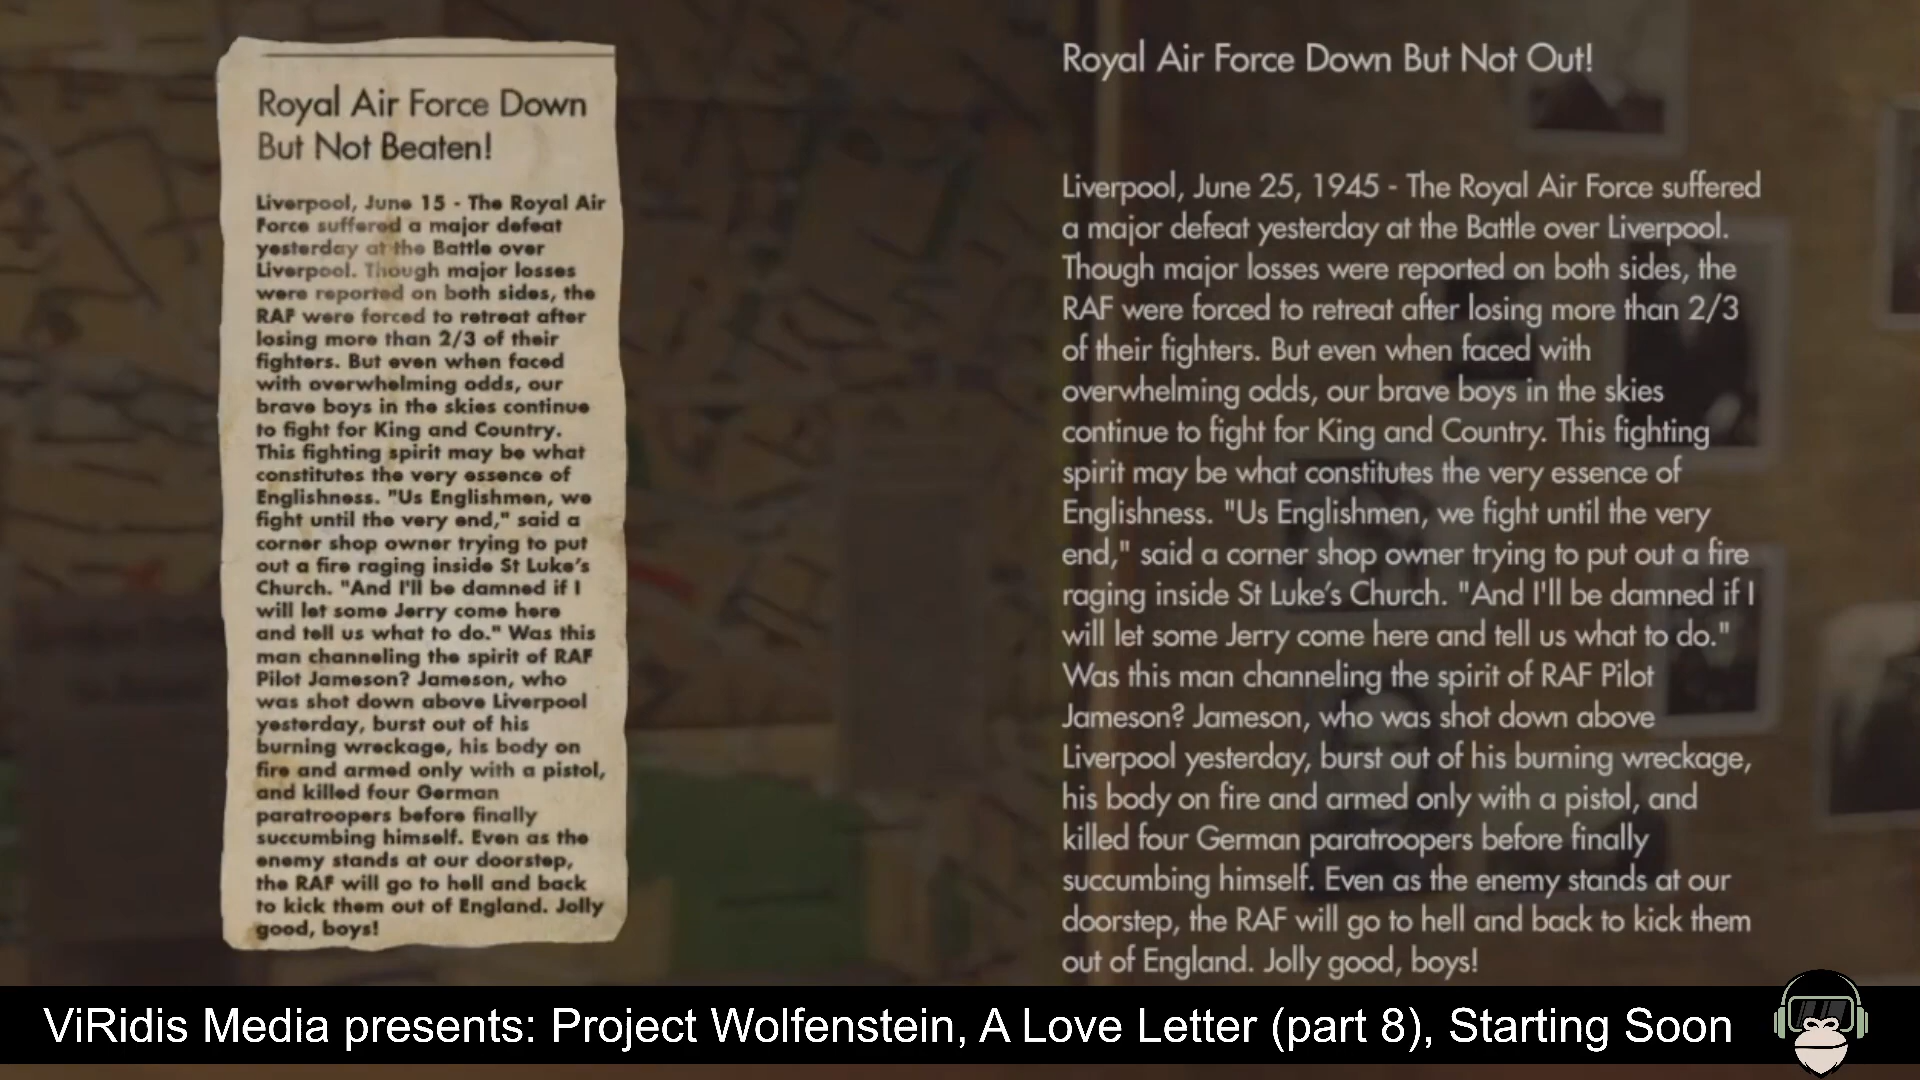 Royal Air Force Down
But Not Beaten!
Liverpool, June 15 - The Royal Air
Force suffered a major defeat
yesterday at the Battle over
Liverpool. Though major losses
were reported on both sides, the
RAF were forced to retreat after
losing more than 2/3 of their
fighters. But even when faced
with overwhelming odds, our
brave boys in the skies continue
to fight for King and Country.
This fighting spirit may be what
constitutes the very essence of
Englishness. "Us Englishmen, we
fight until the very end," said a
corner shop owner trying to put
out a fire raging inside St Luke's
Church. "And I'll be damned if I
will let some Jerry come here
and tell us what to do." Was this
man channeling the spirit of RAF
Pilot Jameson? Jameson, who
was shot down above Liverpool
yesterday, burst out of his
burning wreckage, his body on
fire and armed only with a pistol,
and killed four German
paratroopers before finally
succumbing himself. Even as the
enemy stands at our doorstep,
the RAF will go to hell and back
to kick them out of England. Jolly
good, boys!
Royal Air Force Down But Not Out!
Liverpool, June 25, 1945 - The Royal Air Force suffered
a major defeat yesterday at the Battle over Liverpool.
Though major losses were reported on both sides, the
RAF were forced to retreat after losing more than 2/3
of their fighters. But even when faced with
overwhelming odds, our brave boys in the skies
continue to fight for King and Country. This fighting
spirit may be what constitutes the very essence of
Englishness. "Us Englishmen, we fight until the very
end," said a corner shop owner trying to put out a fire
raging inside St Luke's Church. "And I'll be damned if I
will let some Jerry come here and tell us what to do."
Was this man channeling the spirit of RAF Pilot
Jameson? Jameson, who was shot down above
Liverpool yesterday, burst out of his burning wreckage,
his body on fire and armed only with a pistol, and
killed four German paratroopers before finally
succumbing himself. Even as the enemy stands at our
doorstep, the RAF will go to hell and back to kick them
out of England. Jolly good, boys!
ViRidis Media presents: Project Wolfenstein, A Love Letter (part 8), Starting Soon